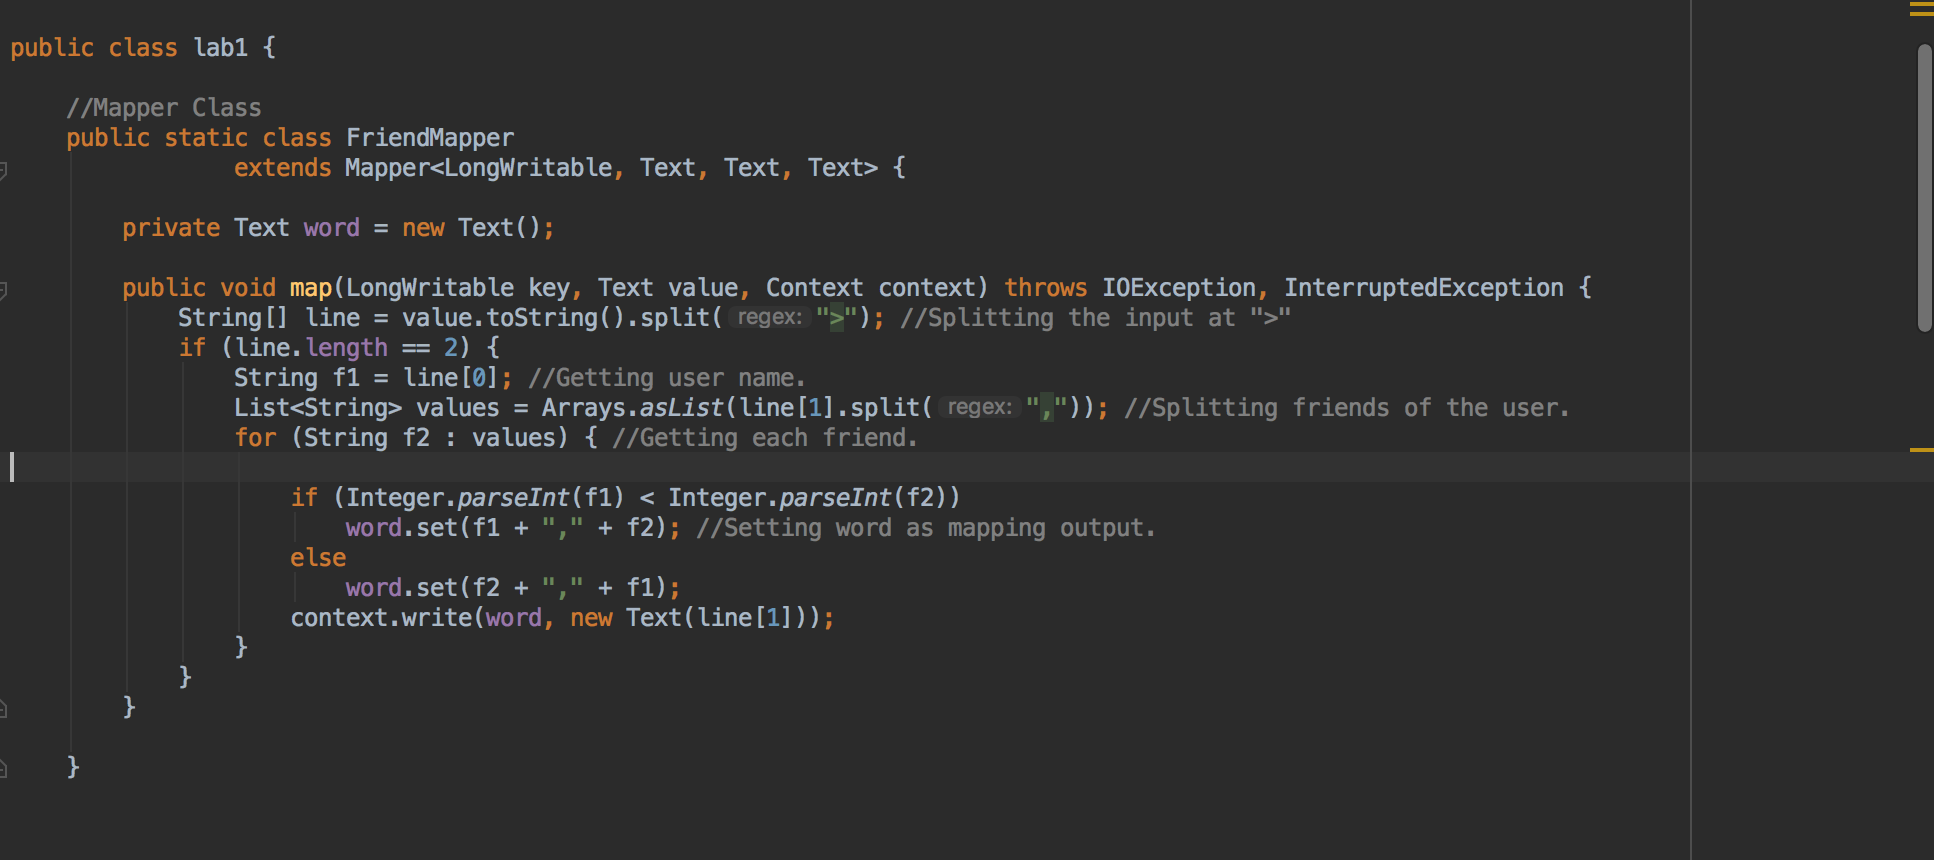 public class lab1 {
//Mapper Class
public static class FriendMapper
extends Mapper<LongWritable, Text, Text, Text> {
private Text word = new Text();
public void map(LongWritable key, Text value, Context context) throws IOException, InterruptedException {
String[] line = value.toString().split( regex: ">"); //Splitting the input at ">"
if (line.length == 2) {
String f1 = line[0]; //Getting user name.
List<String> values = Arrays.asList(line[1].split( regex: ",")); //Splitting friends of the user.
for (String f2 : values) { //Getting each friend.
if (Integer.parseInt(f1) < Integer.parseInt(f2))
word.set(f1 + "," + f2); //Setting word as mapping output.
else
word.set(f2 + "," + f1);
context.write(word, new Text(line[1]));
}
}
}
}